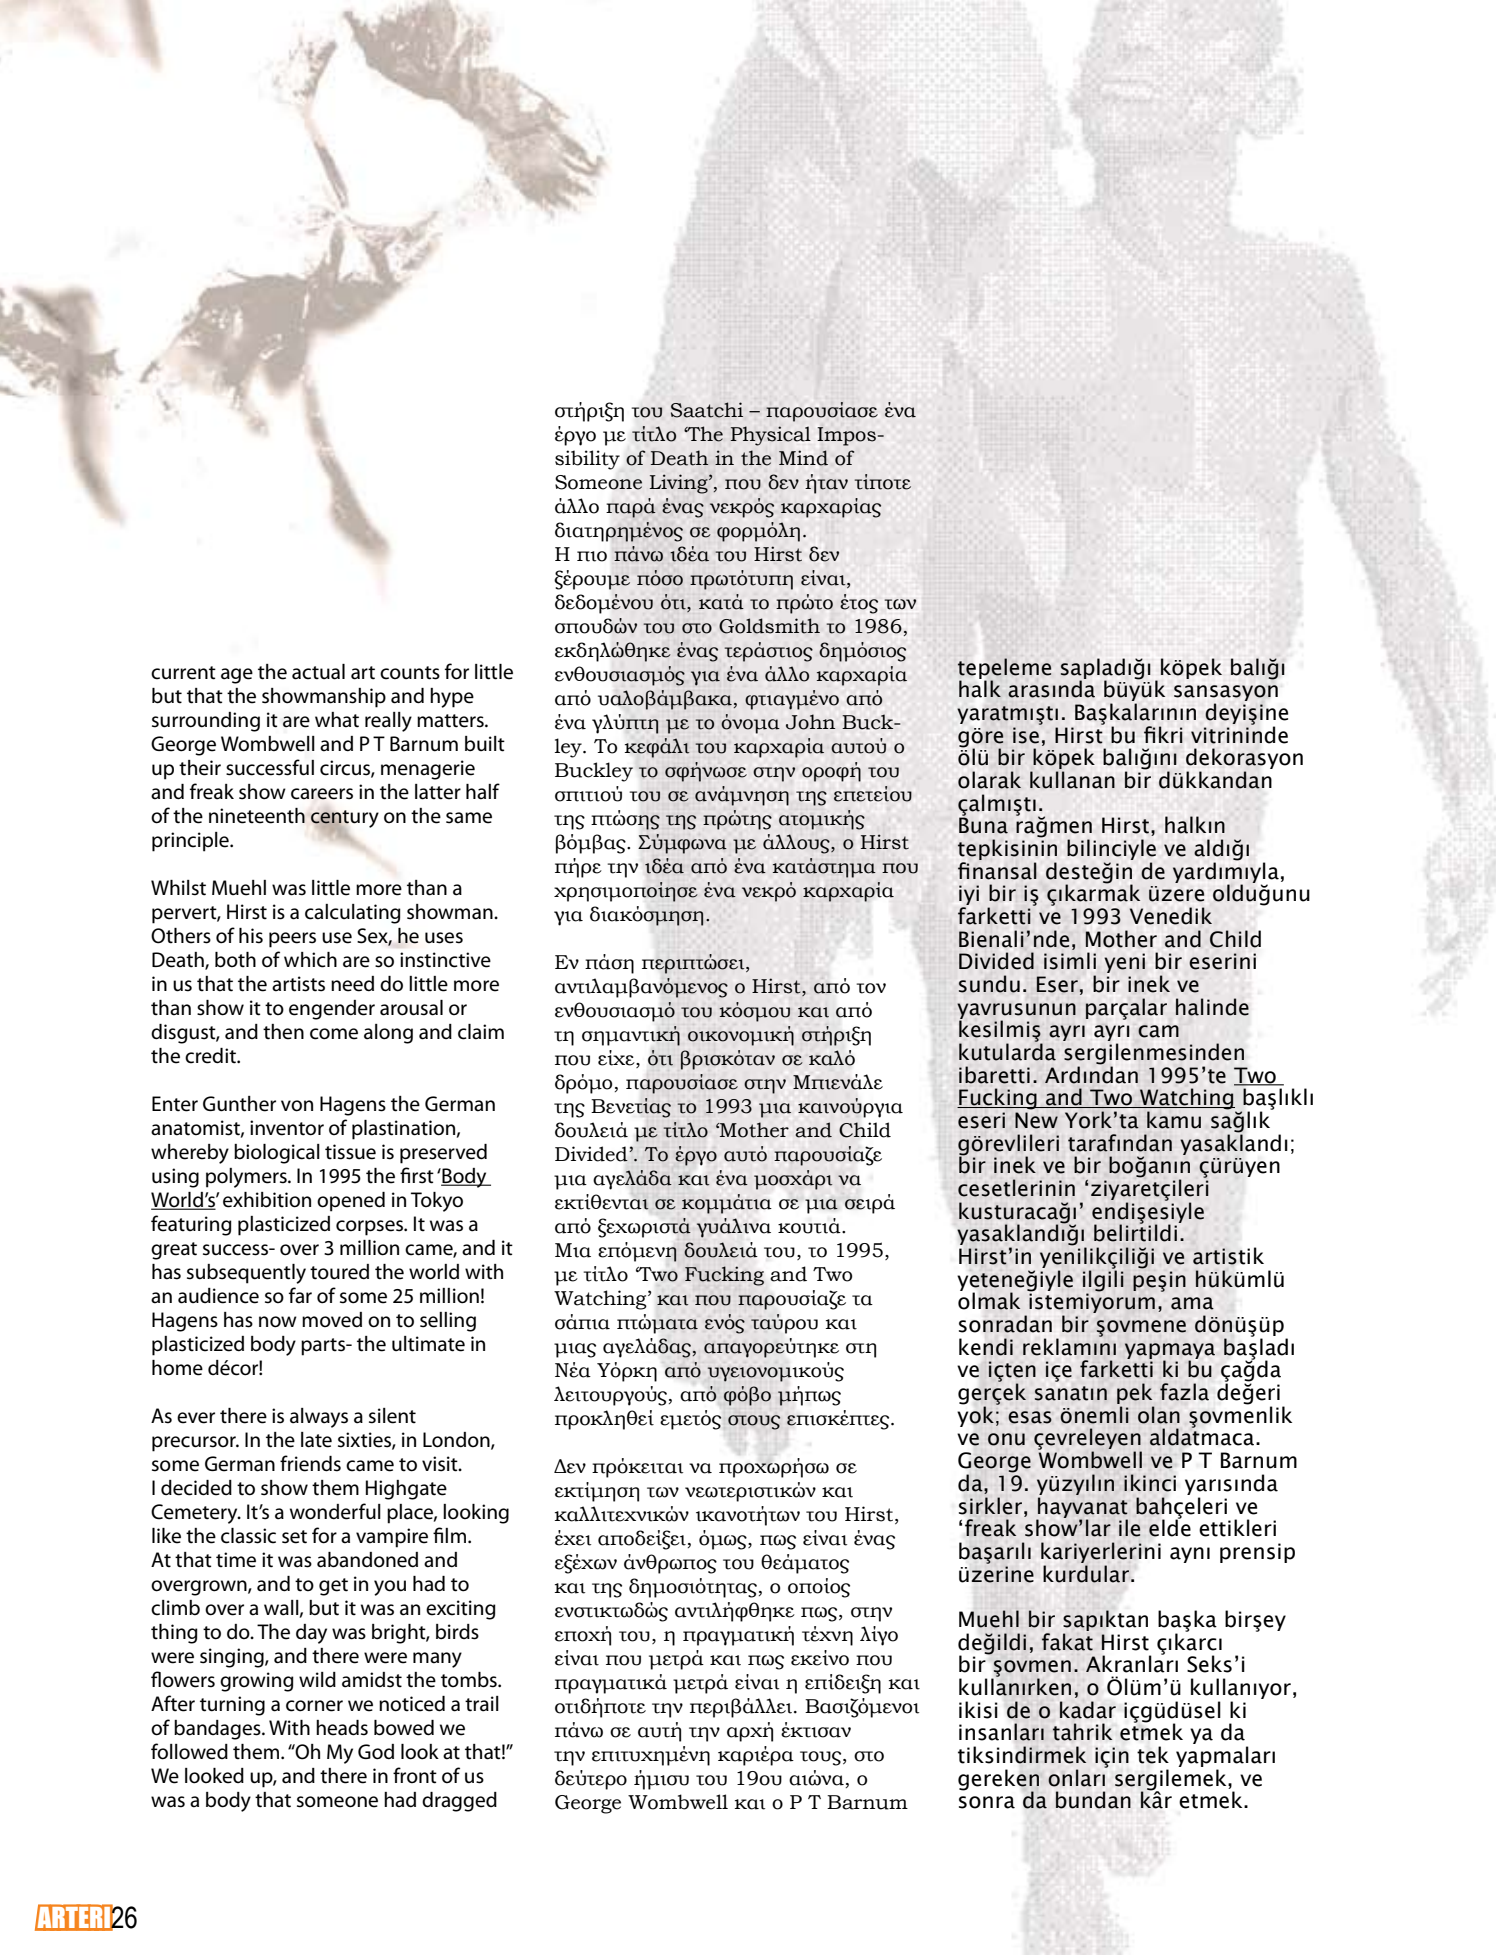 current age the actual art counts for little
but that the showmanship and hype
surrounding it are what really matters.
George Wombwell and P T Barnum built
up their successful circus, menagerie
and freak show careers in the latter half
of the nineteenth century on the same
principle.

Whilst Muehl was little more than a
pervert, Hirst is a calculating showman.
Others of his peers use Sex, he uses
Death, both of which are so instinctive
in us that the artists need do little more
than show it to engender arousal or
disgust, and then come along and claim
the credit.

Enter Gunther von Hagens the German
anatomist, inventor of plastination,
whereby biological tissue is preserved
using polymers. In 1995 the first ‘Body
World’s’ exhibition opened in Tokyo
featuring plasticized corpses. It was a
great success- over 3 million came, and it
has subsequently toured the world with
an audience so far of some 25 million!
Hagens has now moved on to selling
plasticized body parts- the ultimate in
home décor!

As ever there is always a silent
precursor. In the late sixties, in London,
some German friends came to visit.
I decided to show them Highgate
Cemetery. It’s a wonderful place, looking
like the classic set for a vampire film.
At that time it was abandoned and
overgrown, and to get in you had to
climb over a wall, but it was an exciting
thing to do. The day was bright, birds
were singing, and there were many
flowers growing wild amidst the tombs.
After turning a corner we noticed a trail
of bandages. With heads bowed we
followed them. “Oh My God look at that!”
We looked up, and there in front of us
was a body that someone had dragged

στήριξη του Saatchi – παρουσίασε ένα
έργο με τίτλο ‘The Physical Impos-
sibility of Death in the Mind of
Someone Living’, που δεν ήταν τίποτε
άλλο παρά ένας νεκρός καρχαρίας
διατηρημένος σε φορμόλη.
Η πιο πάνω ιδέα του Hirst δεν
ξέρουμε πόσο πρωτότυπη είναι,
δεδομένου ότι, κατά το πρώτο έτος των
σπουδών του στο Goldsmith το 1986,
εκδηλώθηκε ένας τεράστιος δημόσιος
ενθουσιασμός για ένα άλλο καρχαρία
από υαλοβάμβακα, φτιαγμένο από
ένα γλύπτη με το όνομα John Buck-
ley. Το κεφάλι του καρχαρία αυτού ο
Buckley το σφήνωσε στην οροφή του
σπιτιού του σε ανάμνηση της επετείου
της πτώσης της πρώτης ατομικής
βόμβας. Σύμφωνα με άλλους, ο Hirst
πήρε την ιδέα από ένα κατάστημα που
χρησιμοποίησε ένα νεκρό καρχαρία
για διακόσμηση.

Εν πάση περιπτώσει,
αντιλαμβανόμενος ο Hirst, από τον
ενθουσιασμό του κόσμου και από
τη σημαντική οικονομική στήριξη
που είχε, ότι βρισκόταν σε καλό
δρόμο, παρουσίασε στην Μπιενάλε
της Βενετίας το 1993 μια καινούργια
δουλειά με τίτλο ‘Mother and Child
Divided’. Το έργο αυτό παρουσίαζε
μια αγελάδα και ένα μοσχάρι να
εκτίθενται σε κομμάτια σε μια σειρά
από ξεχωριστά γυάλινα κουτιά.
Μια επόμενη δουλειά του, το 1995,
με τίτλο ‘Two Fucking and Two
Watching’ και που παρουσίαζε τα
σάπια πτώματα ενός ταύρου και
μιας αγελάδας, απαγορεύτηκε στη
Νέα Υόρκη από υγειονομικούς
λειτουργούς, από φόβο μήπως
προκληθεί εμετός στους επισκέπτες.

Δεν πρόκειται να προχωρήσω σε
εκτίμηση των νεωτεριστικών και
καλλιτεχνικών ικανοτήτων του Hirst,
έχει αποδείξει, όμως, πως είναι ένας
εξέχων άνθρωπος του θεάματος
και της δημοσιότητας, ο οποίος
ενστικτωδώς αντιλήφθηκε πως, στην
εποχή του, η πραγματική τέχνη λίγο
είναι που μετρά και πως εκείνο που
πραγματικά μετρά είναι η επίδειξη και
οτιδήποτε την περιβάλλει. Βασιζόμενοι
πάνω σε αυτή την αρχή έκτισαν
την επιτυχημένη καριέρα τους, στο
δεύτερο ήμισυ του 19ου αιώνα, ο
George Wombwell και ο P T Barnum

tepeleme sapladığı köpek balığı
halk arasında büyük sansasyon
yaratmıştı. Başkalarının deyişine
göre ise, Hirst bu fikri vitrininde
ölü bir köpek balığını dekorasyon
olarak kullanan bir dükkandan
çalmıştı.
Buna rağmen Hirst, halkın
tepkisinin bilinciyle ve aldığı
finansal desteğin de yardımıyla,
iyi bir iş çıkarmak üzere olduğunu
farketti ve 1993 Venedik
Bienali’nde, Mother and Child
Divided isimli yeni bir eserini
sundu. Eser, bir inek ve
yavrusunun parçalar halinde
kesilmiş ayrı ayrı cam
kutularda sergilenmesinden
ibaretti. Ardından 1995’te Two
Fucking and Two Watching başlıklı
eseri New York’ta kamu sağlık
görevlileri tarafından yasaklandı;
bir inek ve bir boğanın çürüyen
cesetlerinin ‘ziyaretçileri
kusturacağı’ endişesiyle
yasaklandığı belirtildi.
Hirst’in yenilikçiliği ve artistik
yeteneğiyle ilgili peşin hükümlü
olmak istemiyorum, ama
sonradan bir şovmene dönüşüp
kendi reklamını yapmaya başladı
ve içten içe farketti ki bu çağda
gerçek sanatın pek fazla değeri
yok; esas önemli olan şovmenlik
ve onu çevreleyen aldatmaca.
George Wombwell ve P T Barnum
da, 19. yüzyılın ikinci yarısında
sirkler, hayvanat bahçeleri ve
‘freak show’lar ile elde ettikleri
başarılı kariyerlerini aynı prensip
üzerine kurdular.

Muehl bir sapıktan başka birşey
değildi, fakat Hirst çıkarcı
bir şovmen. Akranları Seks’i
kullanırken, o Ölüm’ü kullanıyor,
ikisi de o kadar içgüdüsel ki
insanları tahrik etmek ya da
tiksindirmek için tek yapmaları
gereken onları sergilemek, ve
sonra da bundan kâr etmek.

ARTERI 26